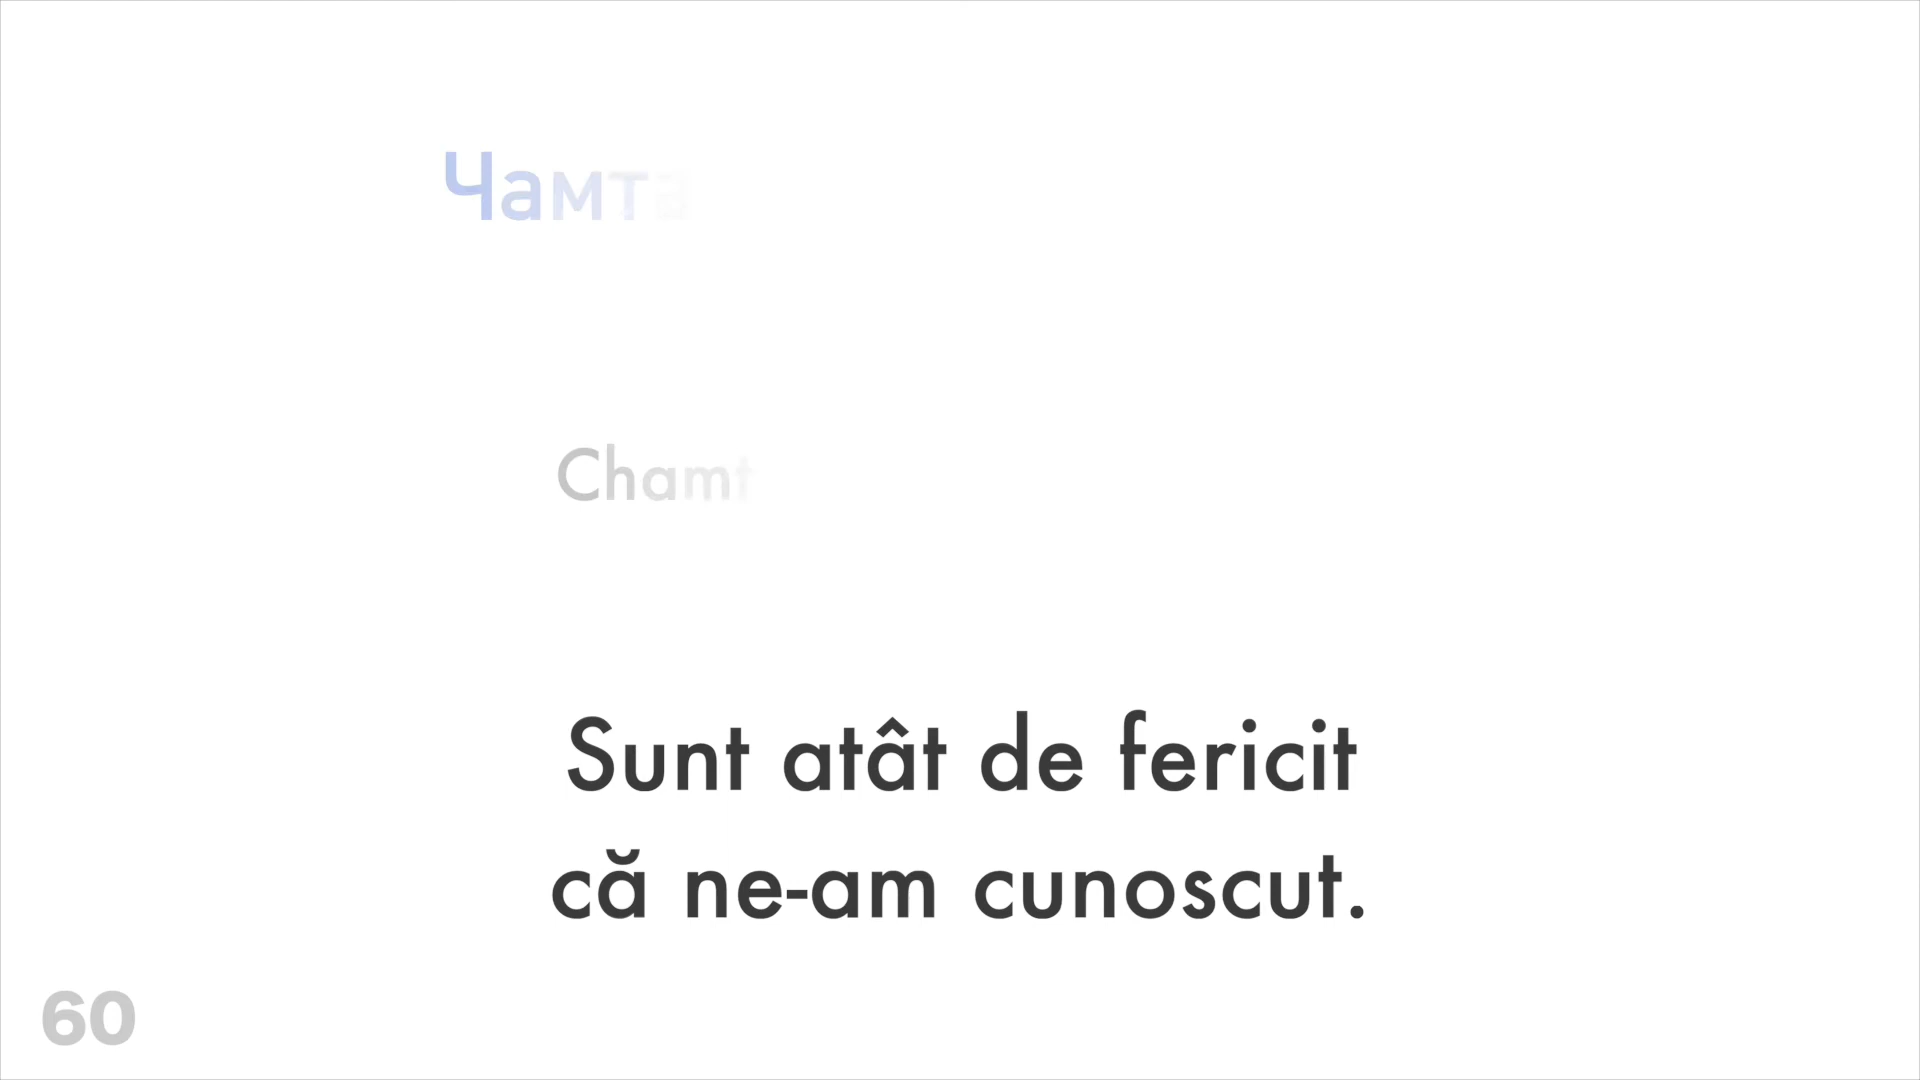 Чамта
Chamt
Sunt atât de fericit
că ne-am cunoscut.
60